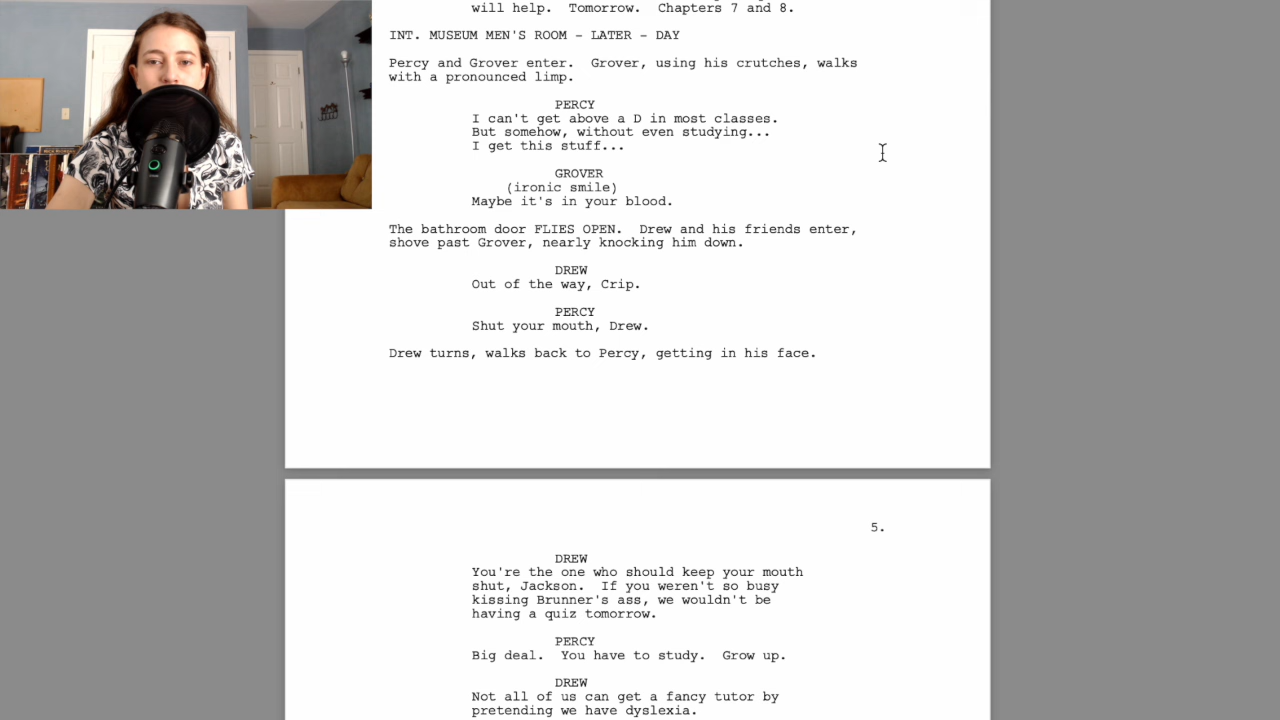 will help.  Tomorrow.  Chapters 7 and 8.
INT. MUSEUM MEN'S ROOM - LATER - DAY
Percy and Grover enter.  Grover, using his crutches, walks
with a pronounced limp.
PERCY
I can't get above a D in most classes.
But somehow, without even studying...
I get this stuff...
GROVER
(ironic smile)
Maybe it's in your blood.
The bathroom door FLIES OPEN.  Drew and his friends enter,
shove past Grover, nearly knocking him down.
DREW
Out of the way, Crip.
PERCY
Shut your mouth, Drew.
Drew turns, walks back to Percy, getting in his face.
5.
DREW
You're the one who should keep your mouth
shut, Jackson.  If you weren't so busy
kissing Brunner's ass, we wouldn't be
having a quiz tomorrow.
PERCY
Big deal.  You have to study.  Grow up.
DREW
Not all of us can get a fancy tutor by
pretending we have dyslexia.